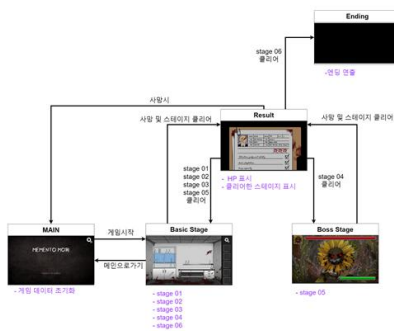 Ending
stage 06
클리어
-엔딩 연출
사망시
Result
사망 및 스테이지 클리어
사망 및 스테이지 클리어
stage 01
stage 02
stage 03
stage 05
클리어
- HP 표시
- 클리어한 스테이지 표시
stage 04
클리어
MAIN
게임시작
Basic Stage
Boss Stage
MEMENTO MORI
메인으로가기
- 게임 데이터 초기화
- stage 01
- stage 02
- stage 03
- stage 04
- stage 06
- stage 05